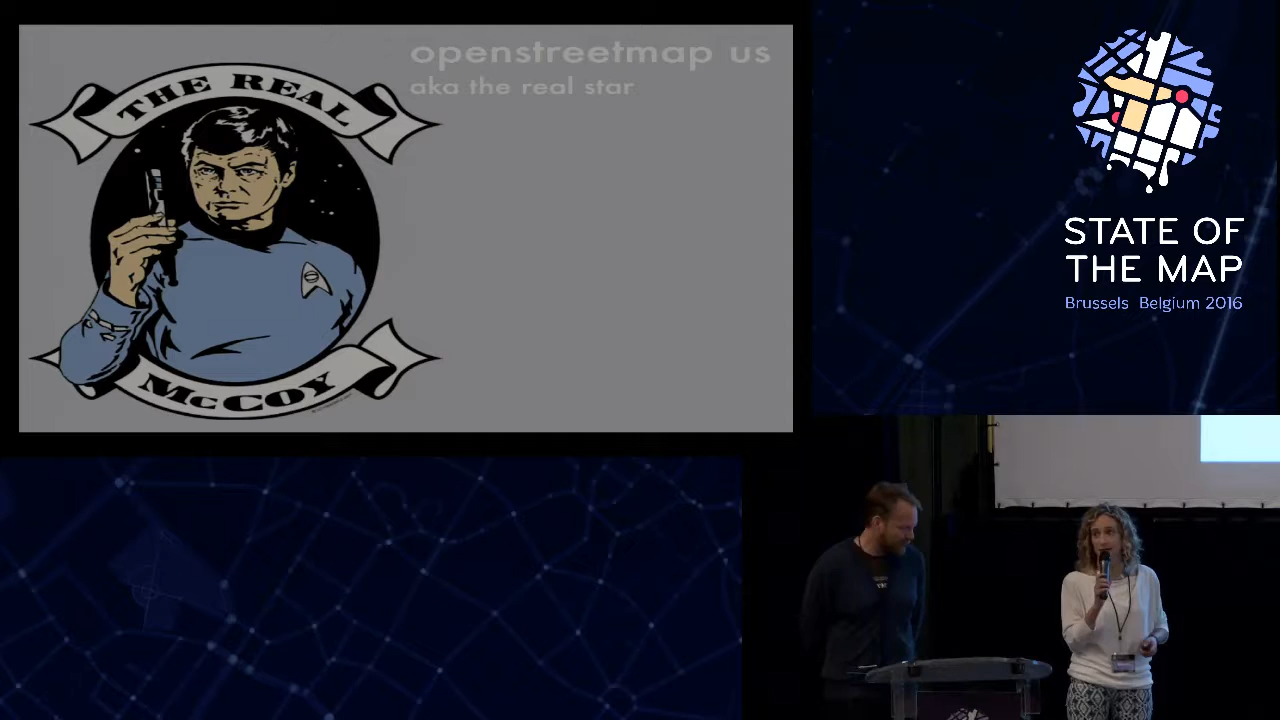 openstreetmap us
aka the real star
THE REAL
McCOY
STATE OF
THE MAP
Brussels Belgium 2016